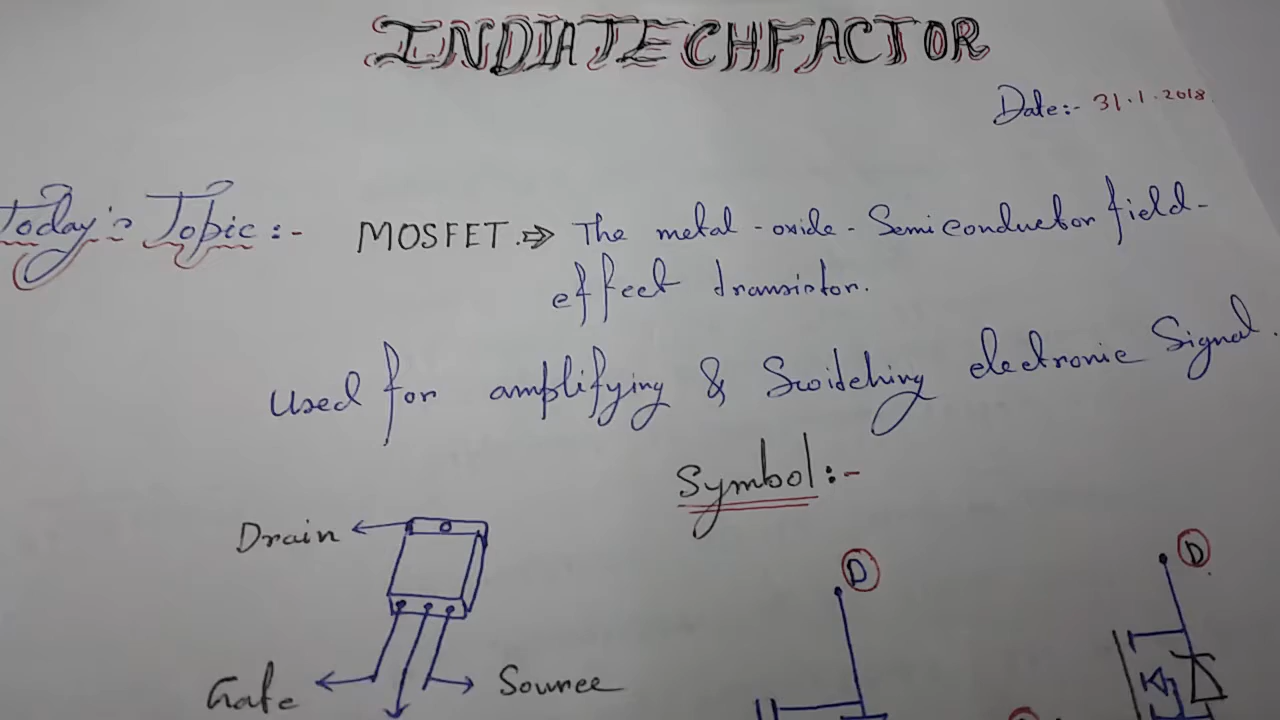 INDIATECHFACTOR
Date:- 31.1.2018
Today's Topic:- MOSFET.⇒ The metal-oxide-Semiconductor field-
effect transistor.
used for amplifying & Switching electronic Signal.
Symbol:-
Drain
D
D
Gate
Source